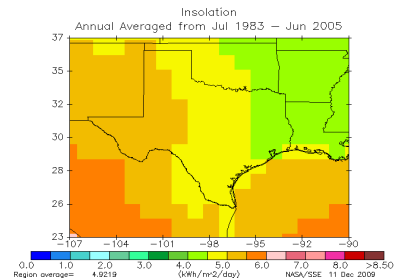 Insolation
Annual Averaged from Jul 1983 – Jun 2005
37
35
32
30
28
26
23
-107 -104 -101 -98 -95 -92 -90
0.0 1.0 2.0 3.0 4.0 5.0 6.0 7.0 8.0 >8.50
Region average= 4.9219 (kWh/m^2/day) NASA/SSE 11 Dec 2009